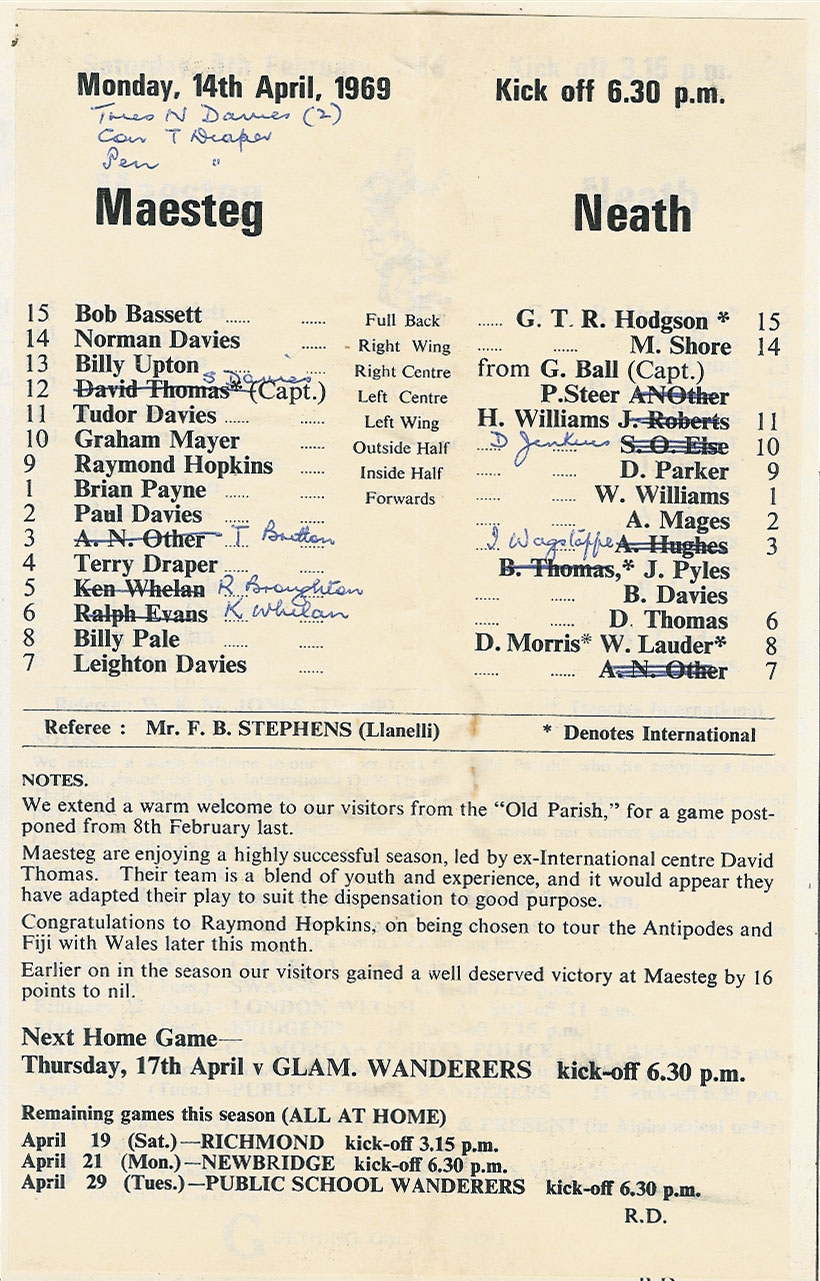 Monday, 14th April, 1969 Kick off 6.30 p.m.
Tries N Davies (2)
Con T Draper
Pen "
Maesteg Neath
15 Bob Bassett ...... ...... Full Back ...... G. T. R. Hodgson * 15
14 Norman Davies ...... Right Wing ...... ...... M. Shore 14
13 Billy Upton ...... Right Centre from G. Ball (Capt.)
12 David Thomas* S Davies (Capt.) Left Centre P.Steer ANOther
11 Tudor Davies ...... ...... Left Wing H. Williams J. Roberts 11
10 Graham Mayer ...... Outside Half ...... D Jenkins S. O. Else 10
9 Raymond Hopkins ...... Inside Half ...... ...... D. Parker 9
1 Brian Payne ...... ...... Forwards ...... ...... W. Williams 1
2 Paul Davies ...... ...... ...... ...... A. Mages 2
3 A. N. Other T Britton I Wagstaffe A. Hughes 3
4 Terry Draper ...... ...... B. Thomas,* J. Pyles
5 Ken Whelan R Broughton ...... ...... B. Davies
6 Ralph Evans K Whelan ...... ...... D. Thomas 6
8 Billy Pale ...... ...... D. Morris* W. Lauder* 8
7 Leighton Davies ...... ...... ...... A. N. Other 7
Referee : Mr. F. B. STEPHENS (Llanelli) * Denotes International
NOTES.
We extend a warm welcome to our visitors from the “Old Parish,” for a game post-
poned from 8th February last.
Maesteg are enjoying a highly successful season, led by ex-International centre David
Thomas. Their team is a blend of youth and experience, and it would appear they
have adapted their play to suit the dispensation to good purpose.
Congratulations to Raymond Hopkins, on being chosen to tour the Antipodes and
Fiji with Wales later this month.
Earlier on in the season our visitors gained a well deserved victory at Maesteg by 16
points to nil.
Next Home Game—
Thursday, 17th April v GLAM. WANDERERS kick-off 6.30 p.m.
Remaining games this season (ALL AT HOME)
April 19 (Sat.)—RICHMOND kick-off 3.15 p.m.
April 21 (Mon.)—NEWBRIDGE kick-off 6.30 p.m.
April 29 (Tues.)—PUBLIC SCHOOL WANDERERS kick-off 6.30 p.m.
R.D.